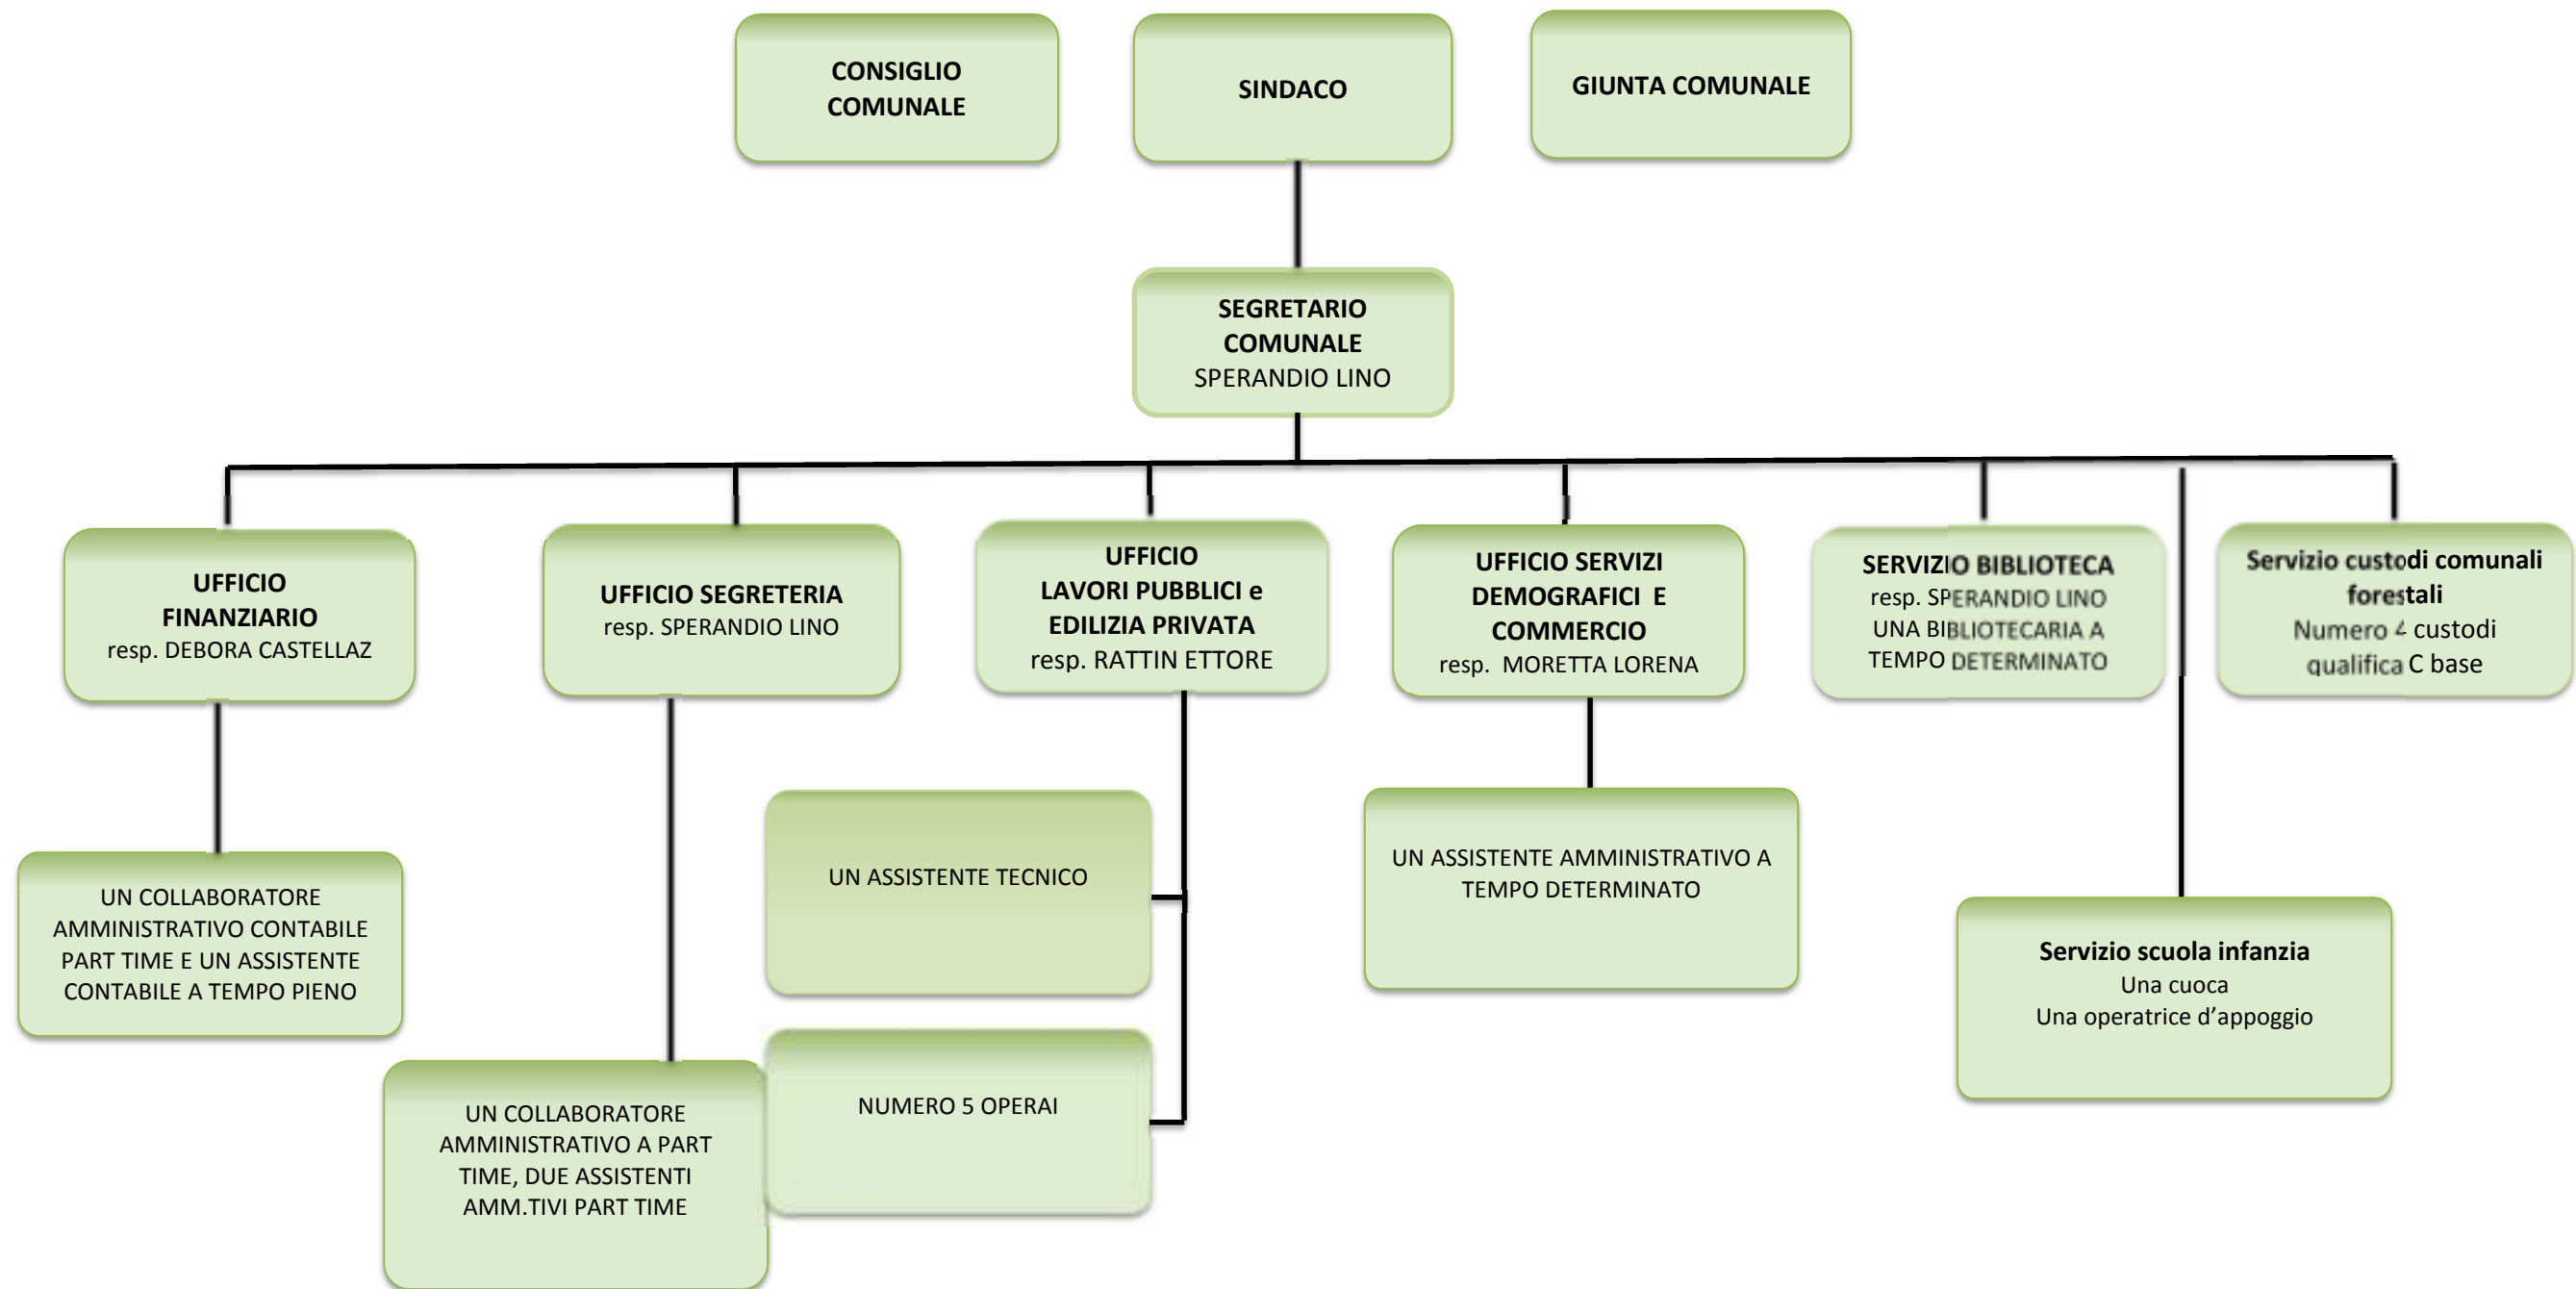 CONSIGLIO
COMUNALE
SINDACO
GIUNTA COMUNALE
SEGRETARIO
COMUNALE
SPERANDIO LINO
UFFICIO
FINANZIARIO
resp. DEBORA CASTELLAZ
UFFICIO SEGRETERIA
resp. SPERANDIO LINO
UFFICIO
LAVORI PUBBLICI e
EDILIZIA PRIVATA
resp. RATTIN ETTORE
UFFICIO SERVIZI
DEMOGRAFICI E
COMMERCIO
resp. MORETTA LORENA
SERVIZIO BIBLIOTECA
resp. SPERANDIO LINO
UNA BIBLIOTECARIA A
TEMPO DETERMINATO
Servizio custodi comunali
forestali
Numero 4 custodi
qualifica C base
UN COLLABORATORE
AMMINISTRATIVO CONTABILE
PART TIME E UN ASSISTENTE
CONTABILE A TEMPO PIENO
UN COLLABORATORE
AMMINISTRATIVO A PART
TIME, DUE ASSISTENTI
AMM.TIVI PART TIME
UN ASSISTENTE TECNICO
NUMERO 5 OPERAI
UN ASSISTENTE AMMINISTRATIVO A
TEMPO DETERMINATO
Servizio scuola infanzia
Una cuoca
Una operatrice d’appoggio